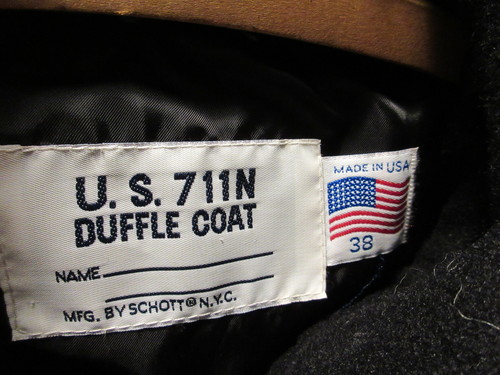 U. S. 711N
DUFFLE COAT
NAME
MFG. BY SCHOTT® N.Y.C.
MADE IN USA
38